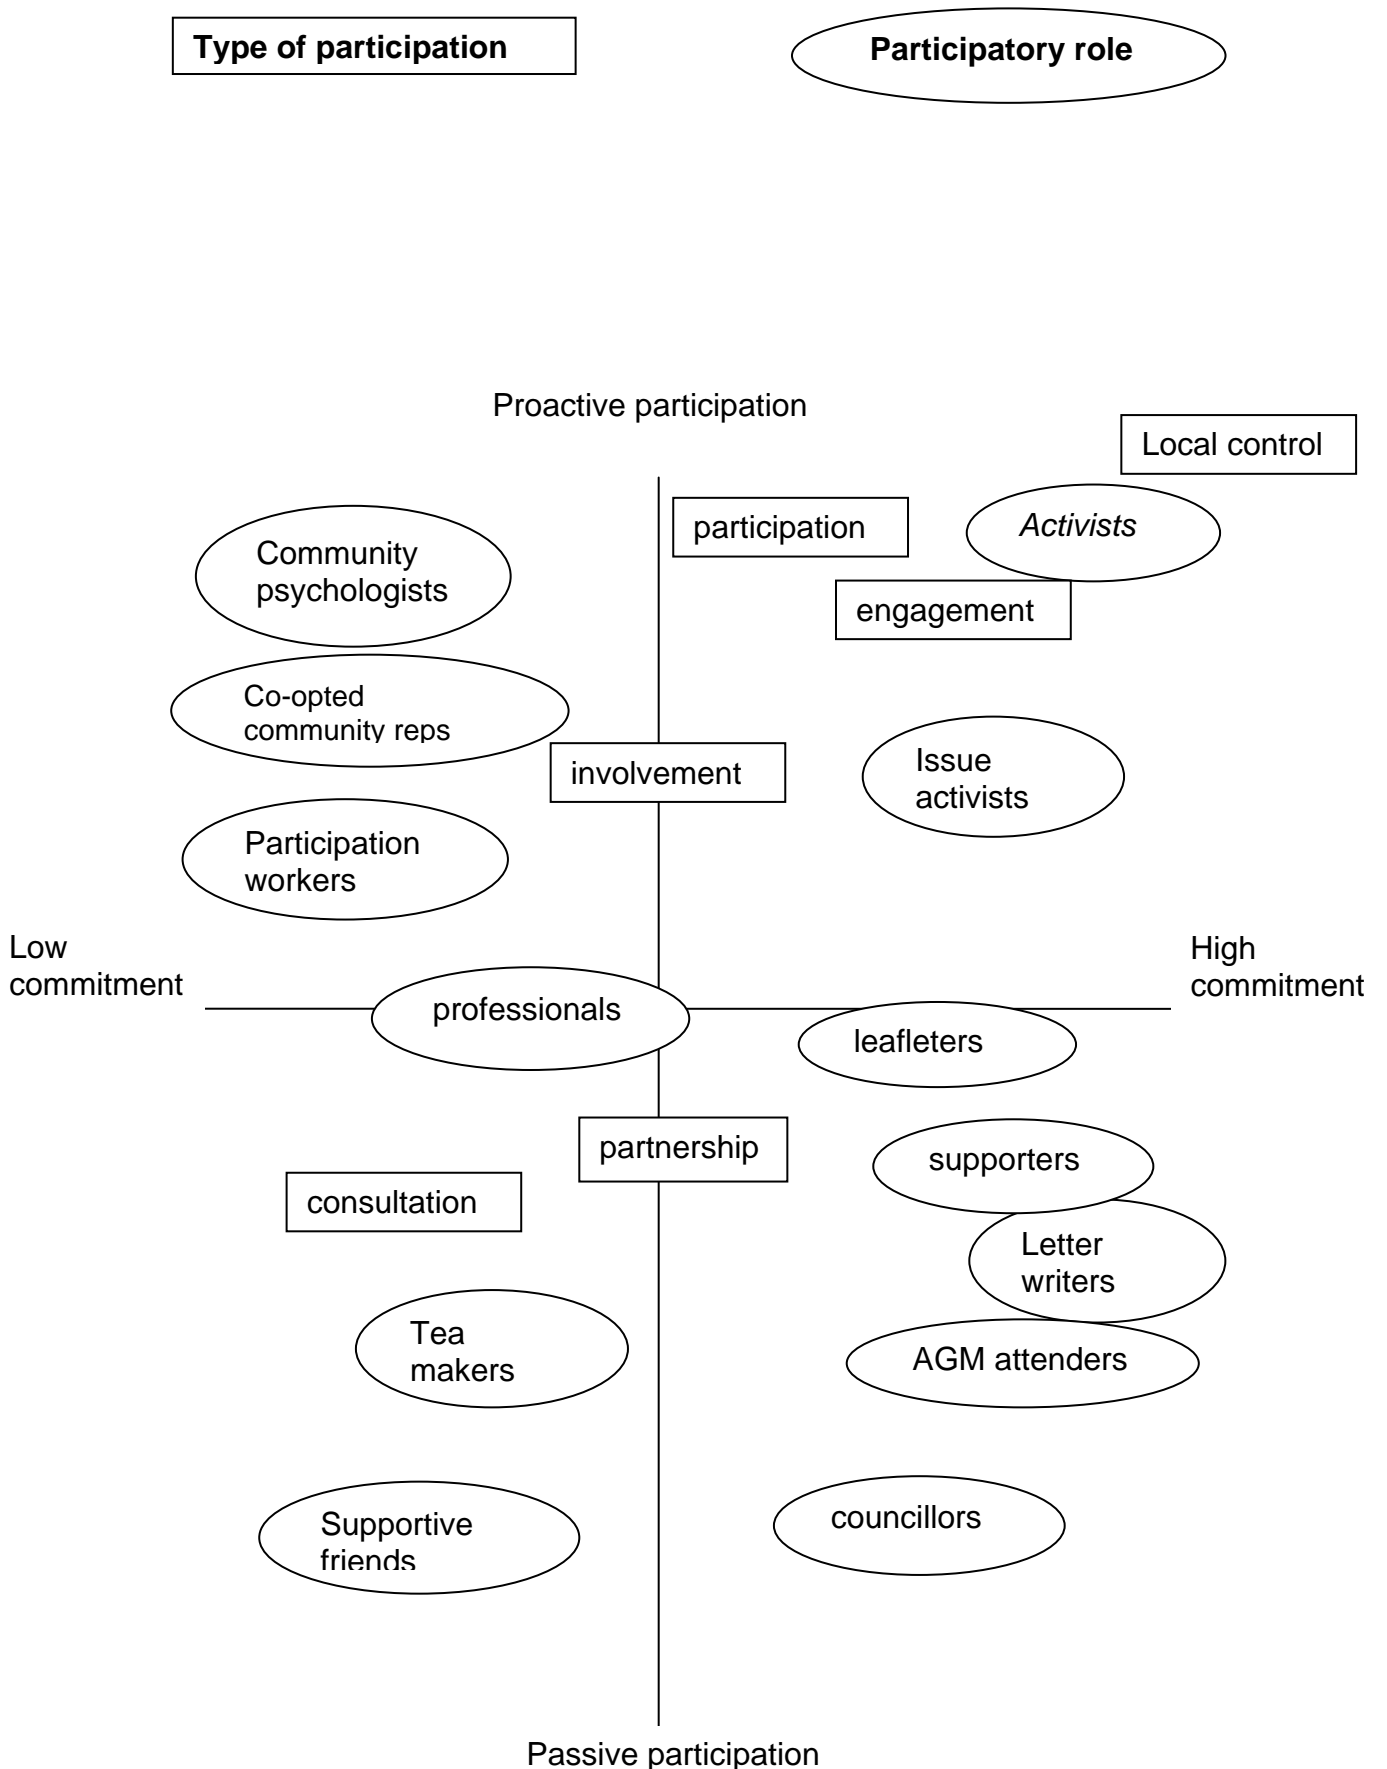 Type of participation
Participatory role
Proactive participation
Local control
participation
Activists
Community
psychologists
engagement
Co-opted
community reps
involvement
Issue
activists
Participation
workers
Low
commitment
High
commitment
professionals
leafleters
partnership
supporters
consultation
Letter
writers
Tea
makers
AGM attenders
Supportive
friends
councillors
Passive participation